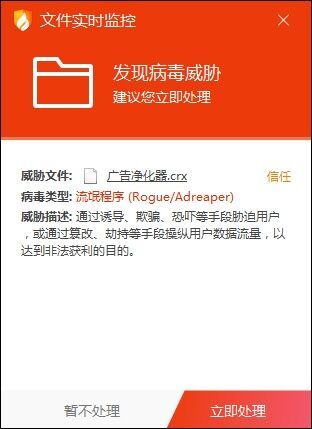 文件实时监控
发现病毒威胁
建议您立即处理
威胁文件: 广告净化器.crx 信任
病毒类型: 流氓程序 (Rogue/Adreaper)
威胁描述: 通过诱导、欺骗、恐吓等手段胁迫用户
，或通过篡改、劫持等手段操纵用户数据流量，以
达到非法获利的目的。
暂不处理 立即处理